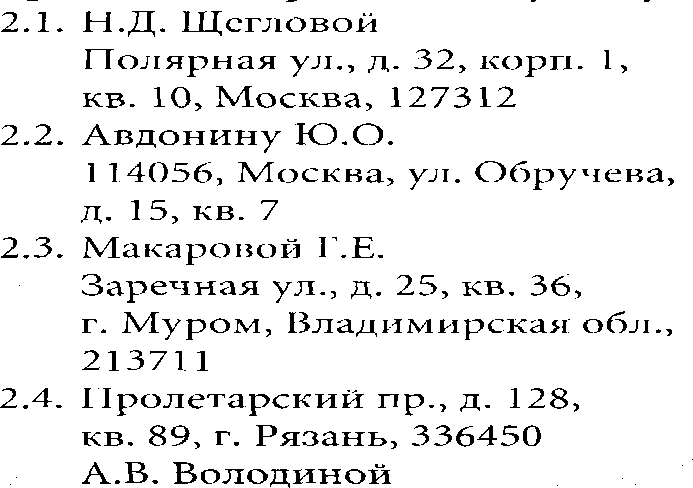 2.1. Н.Д. Щегловой
Полярная ул., д. 32, корп. 1,
кв. 10, Москва, 127312
2.2. Авдонину Ю.О.
114056, Москва, ул. Обручева,
д. 15, кв. 7
2.3. Макаровой Г.Е.
Заречная ул., д. 25, кв. 36,
г. Муром, Владимирская обл.,
213711
2.4. Пролетарский пр., д. 128,
кв. 89, г. Рязань, 336450
А.В. Володиной